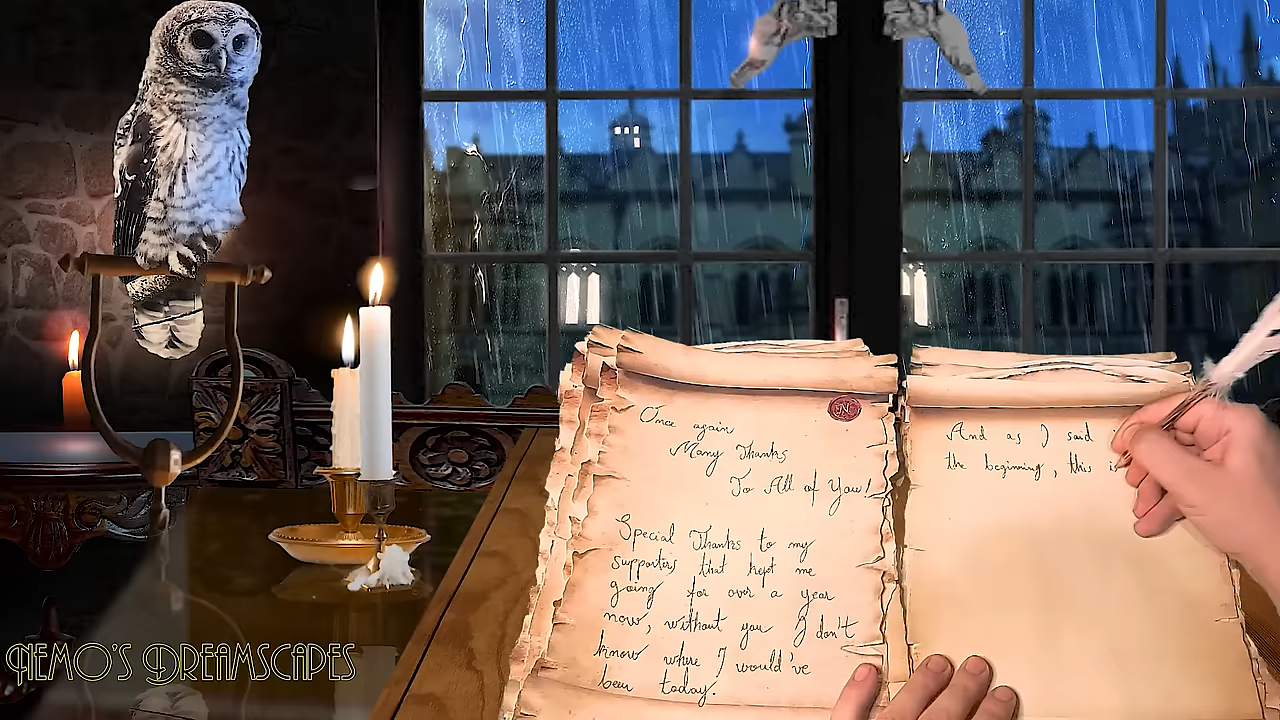 Once again
Many Thanks
To All of You!
Special Thanks to my
supporters that kept me
going for over a year
now, without you I don't
know where I would've
been today.
And as I said
the beginning, this is
N
NEMO'S DREAMSCAPES